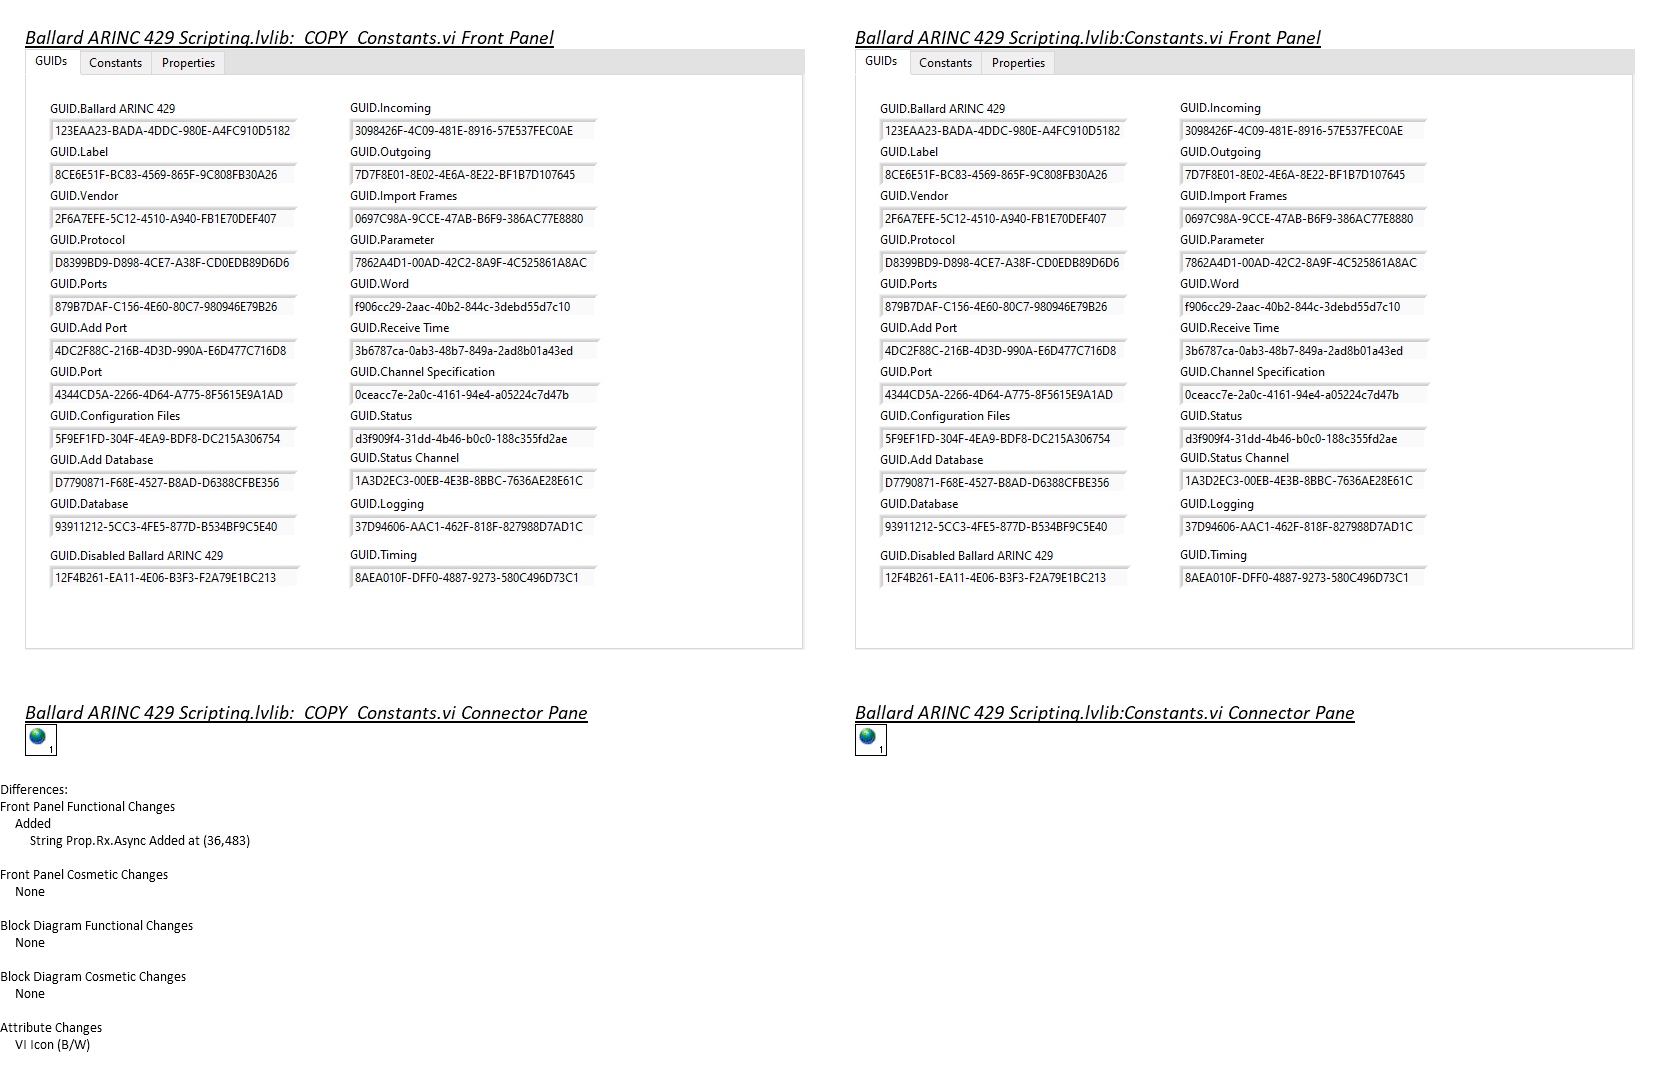 Ballard ARINC 429 Scripting.lvlib:_COPY_Constants.vi Front Panel
GUIDs Constants Properties
GUID.Ballard ARINC 429
123EAA23-BADA-4DDC-980E-A4FC910D5182
GUID.Label
8CE6E51F-BC83-4569-865F-9C808FB30A26
GUID.Vendor
2F6A7EFE-5C12-4510-A940-FB1E70DEF407
GUID.Protocol
D8399BD9-D898-4CE7-A38F-CD0EDB89D6D6
GUID.Ports
879B7DAF-C156-4E60-80C7-980946E79B26
GUID.Add Port
4DC2F88C-216B-4D3D-990A-E6D477C716D8
GUID.Port
4344CD5A-2266-4D64-A775-8F5615E9A1AD
GUID.Configuration Files
5F9EF1FD-304F-4EA9-BDF8-DC215A306754
GUID.Add Database
D7790871-F68E-4527-B8AD-D6388CFBE356
GUID.Database
93911212-5CC3-4FE5-877D-B534BF9C5E40
GUID.Disabled Ballard ARINC 429
12F4B261-EA11-4E06-B3F3-F2A79E1BC213
GUID.Incoming
3098426F-4C09-481E-8916-57E537FEC0AE
GUID.Outgoing
7D7F8E01-8E02-4E6A-8E22-BF1B7D107645
GUID.Import Frames
0697C98A-9CCE-47AB-B6F9-386AC77E8880
GUID.Parameter
7862A4D1-00AD-42C2-8A9F-4C525861A8AC
GUID.Word
f906cc29-2aac-40b2-844c-3debd55d7c10
GUID.Receive Time
3b6787ca-0ab3-48b7-849a-2ad8b01a43ed
GUID.Channel Specification
0ceacc7e-2a0c-4161-94e4-a05224c7d47b
GUID.Status
d3f909f4-31dd-4b46-b0c0-188c355fd2ae
GUID.Status Channel
1A3D2EC3-00EB-4E3B-8BBC-7636AE28E61C
GUID.Logging
37D94606-AAC1-462F-818F-827988D7AD1C
GUID.Timing
8AEA010F-DFF0-4887-9273-580C496D73C1
Ballard ARINC 429 Scripting.lvlib:Constants.vi Front Panel
GUIDs Constants Properties
GUID.Ballard ARINC 429
123EAA23-BADA-4DDC-980E-A4FC910D5182
GUID.Label
8CE6E51F-BC83-4569-865F-9C808FB30A26
GUID.Vendor
2F6A7EFE-5C12-4510-A940-FB1E70DEF407
GUID.Protocol
D8399BD9-D898-4CE7-A38F-CD0EDB89D6D6
GUID.Ports
879B7DAF-C156-4E60-80C7-980946E79B26
GUID.Add Port
4DC2F88C-216B-4D3D-990A-E6D477C716D8
GUID.Port
4344CD5A-2266-4D64-A775-8F5615E9A1AD
GUID.Configuration Files
5F9EF1FD-304F-4EA9-BDF8-DC215A306754
GUID.Add Database
D7790871-F68E-4527-B8AD-D6388CFBE356
GUID.Database
93911212-5CC3-4FE5-877D-B534BF9C5E40
GUID.Disabled Ballard ARINC 429
12F4B261-EA11-4E06-B3F3-F2A79E1BC213
GUID.Incoming
3098426F-4C09-481E-8916-57E537FEC0AE
GUID.Outgoing
7D7F8E01-8E02-4E6A-8E22-BF1B7D107645
GUID.Import Frames
0697C98A-9CCE-47AB-B6F9-386AC77E8880
GUID.Parameter
7862A4D1-00AD-42C2-8A9F-4C525861A8AC
GUID.Word
f906cc29-2aac-40b2-844c-3debd55d7c10
GUID.Receive Time
3b6787ca-0ab3-48b7-849a-2ad8b01a43ed
GUID.Channel Specification
0ceacc7e-2a0c-4161-94e4-a05224c7d47b
GUID.Status
d3f909f4-31dd-4b46-b0c0-188c355fd2ae
GUID.Status Channel
1A3D2EC3-00EB-4E3B-8BBC-7636AE28E61C
GUID.Logging
37D94606-AAC1-462F-818F-827988D7AD1C
GUID.Timing
8AEA010F-DFF0-4887-9273-580C496D73C1
Ballard ARINC 429 Scripting.lvlib:_COPY_Constants.vi Connector Pane
1
Ballard ARINC 429 Scripting.lvlib:Constants.vi Connector Pane
1
Differences:
Front Panel Functional Changes
Added
String Prop.Rx.Async Added at (36,483)
Front Panel Cosmetic Changes
None
Block Diagram Functional Changes
None
Block Diagram Cosmetic Changes
None
Attribute Changes
VI Icon (B/W)